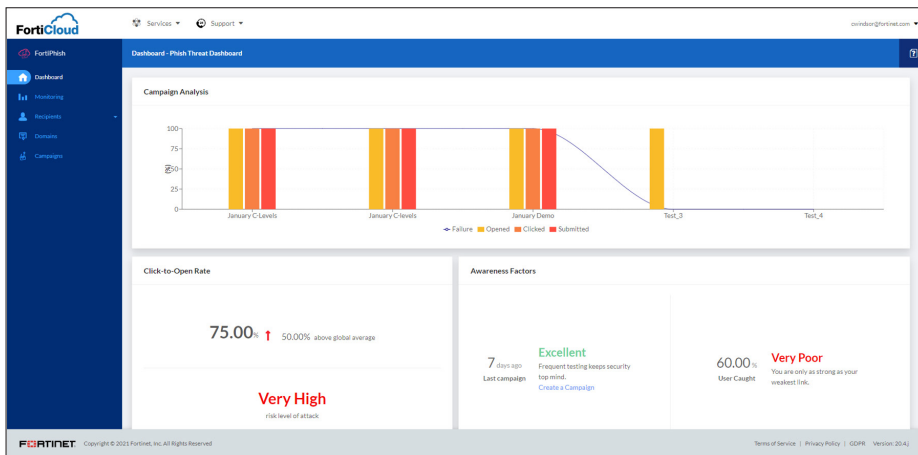 FortiCloud
Services
Support
cwindsor@fortinet.com
FortiPhish
Dashboard
Monitoring
Recipients
Domains
Campaigns
Dashboard - Phish Threat Dashboard
Campaign Analysis
100
75
50
25
0
(%)
January C-Levels
January C-levels
January Demo
Test_3
Test_4
Failure Opened Clicked Submitted
Click-to-Open Rate
75.00% 50.00% above global average
Very High
risk level of attack
Awareness Factors
7 days ago
Last campaign
Excellent
Frequent testing keeps security
top mind.
Create a Campaign
60.00%
User Caught
Very Poor
You are only as strong as your
weakest link.
FORTINET Copyright © 2021 Fortinet, Inc. All Rights Reserved
Terms of Service | Privacy Policy | GDPR Version: 20.4.j